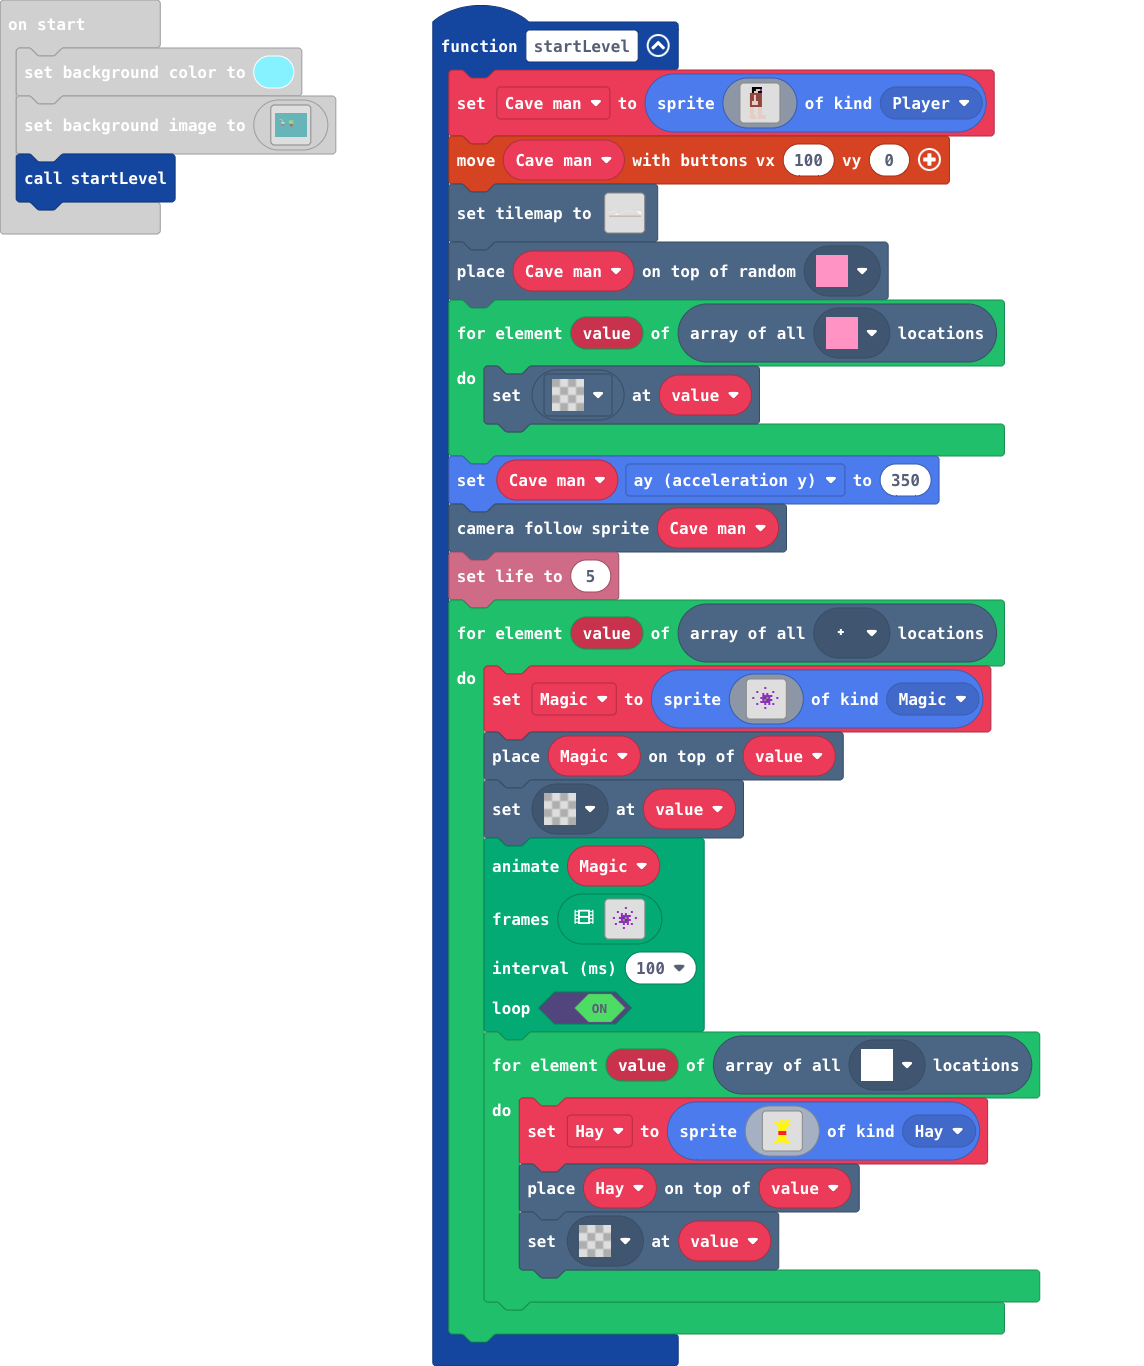 on start
set background color to
set background image to
call startLevel
function startLevel
set Cave man to sprite of kind Player
move Cave man with buttons vx 100 vy 0
set tilemap to
place Cave man on top of random
for element value of array of all locations
do
set at value
set Cave man ay (acceleration y) to 350
camera follow sprite Cave man
set life to 5
for element value of array of all locations
do
set Magic to sprite of kind Magic
place Magic on top of value
set at value
animate Magic
frames
interval (ms) 100
loop ON
for element value of array of all locations
do
set Hay to sprite of kind Hay
place Hay on top of value
set at value